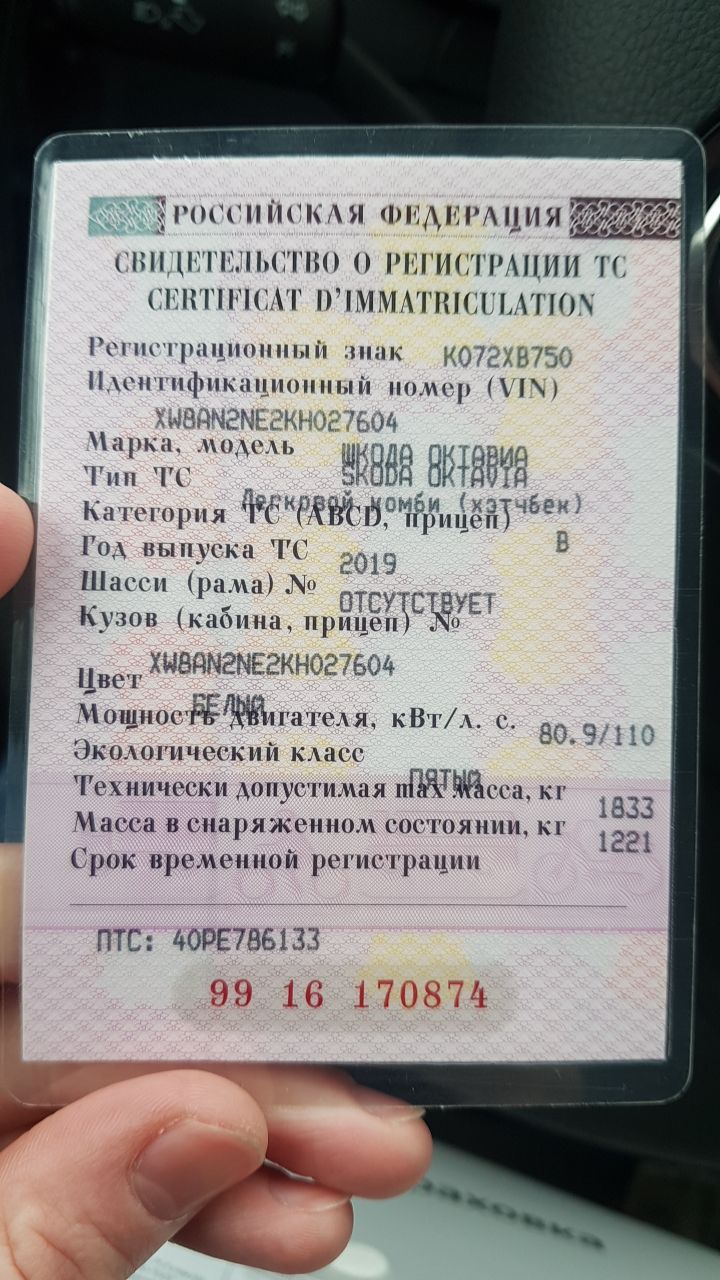 РОССИЙСКАЯ ФЕДЕРАЦИЯ
СВИДЕТЕЛЬСТВО О РЕГИСТРАЦИИ ТС
CERTIFICAT D'IMMATRICULATION
Регистрационный знак К072ХВ750
Идентификационный номер (VIN)
XW8AN2NE2KH027604
Марка, модель ШКОДА ОКТАВИА
SKODA OKTAVIA
Тип ТС Легковой комби (хэтчбек)
Категория ТС (ABCD, прицеп) B
Год выпуска ТС 2019
Шасси (рама) № ОТСУТСТВУЕТ
Кузов (кабина, прицеп) №
XW8AN2NE2KH027604
Цвет БЕЛЫЙ
Мощность двигателя, кВт/л. с. 80.9/110
Экологический класс ПЯТЫЙ
Технически допустимая max масса, кг 1833
Масса в снаряженном состоянии, кг 1221
Срок временной регистрации
ПТС: 40РЕ786133
99 16 170874